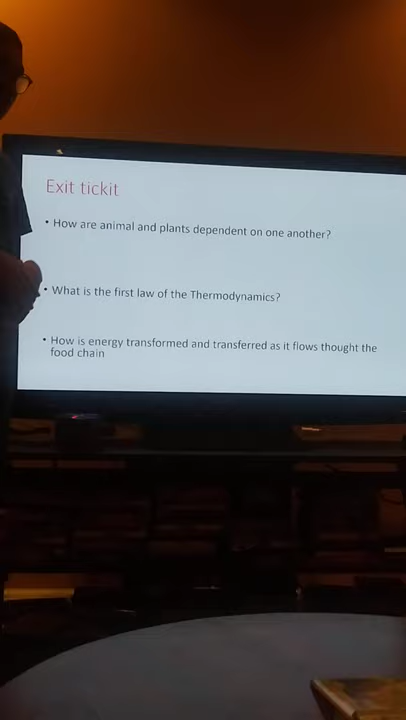 Exit tickit
• How are animal and plants dependent on one another?
• What is the first law of the Thermodynamics?
• How is energy transformed and transferred as it flows thought the
food chain